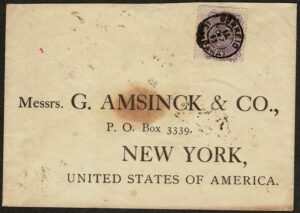 Messrs. G. AMSINCK & CO.,
P. O. Box 3339,
NEW YORK,
UNITED STATES OF AMERICA.